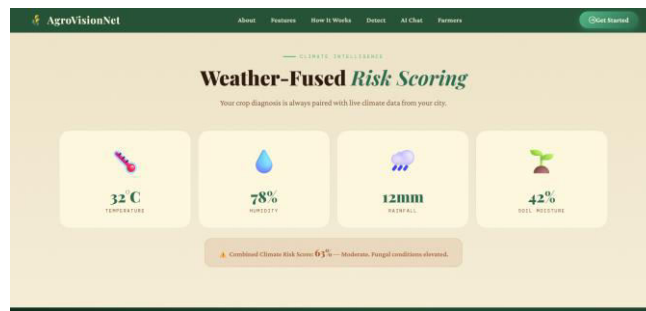 AgroVisionNet
About Features How It Works Detect AI Chat Farmers
Get Started
CLIMATE INTELLIGENCE
Weather-Fused Risk Scoring
Your crop diagnosis is always paired with live climate data from your city.
32°C
TEMPERATURE
78%
HUMIDITY
12mm
RAINFALL
42%
SOIL MOISTURE
Combined Climate Risk Score: 63% — Moderate. Fungal conditions elevated.